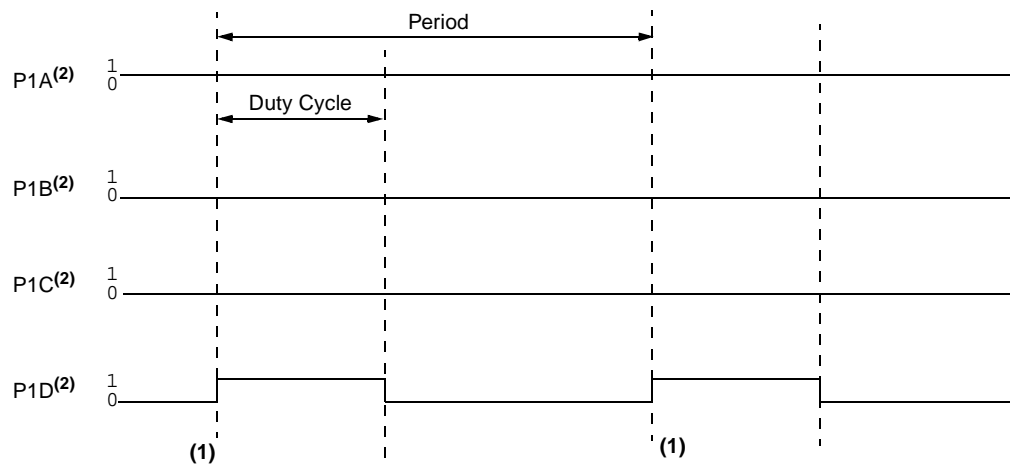 Period
P1A(2) 1
0
Duty Cycle
P1B(2) 1
0
P1C(2) 1
0
P1D(2) 1
0
(1) (1)